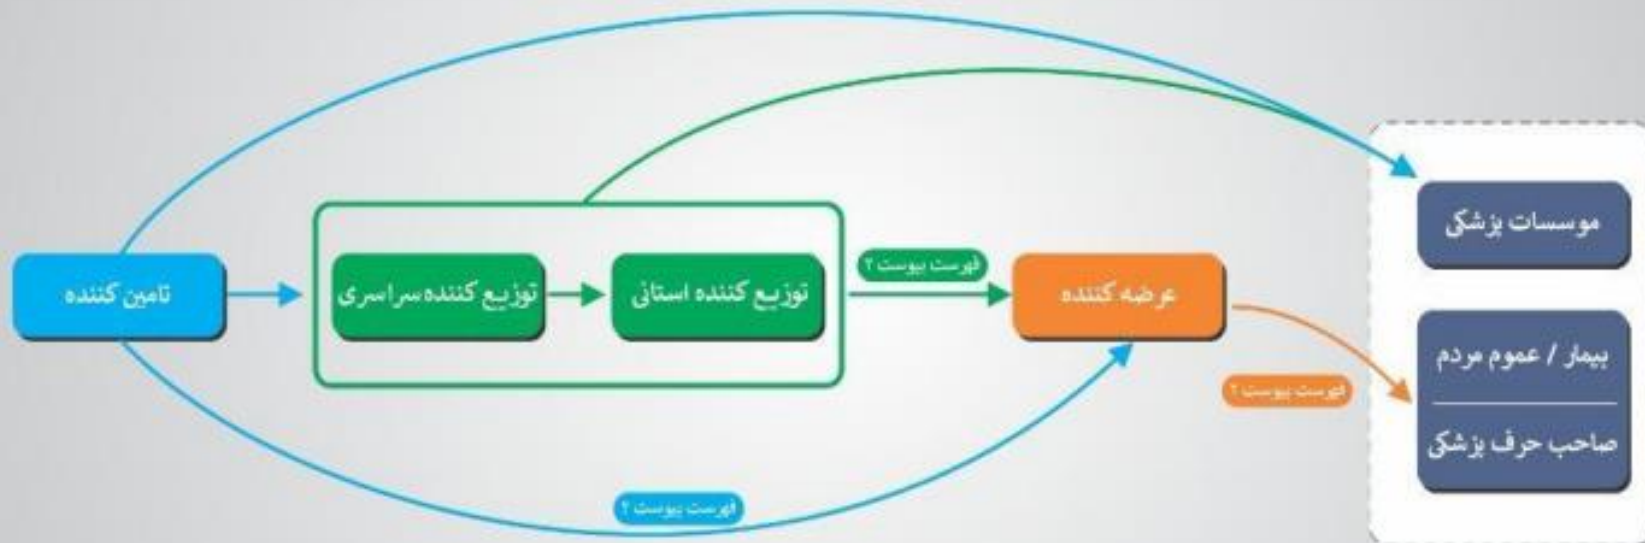 موسسات پزشکی
تامین کننده
توزیع کننده سراسری
توزیع کننده استانی
فهرست پیوست ۲
عرضه کننده
بیمار / عموم مردم
صاحب حرف پزشکی
فهرست پیوست ۲
فهرست پیوست ۲